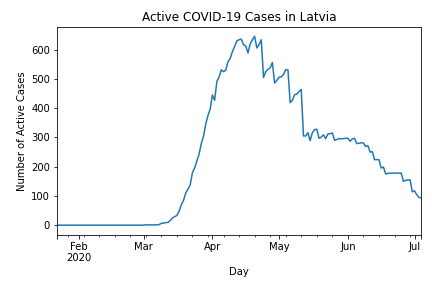 Active COVID-19 Cases in Latvia
Number of Active Cases
600
500
400
300
200
100
0
Feb
2020
Mar
Apr
May
Jun
Jul
Day